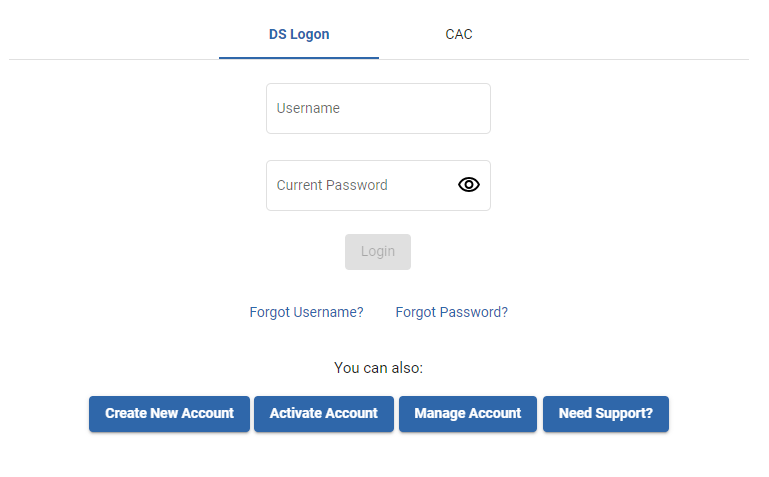 DS Logon CAC
Username
Current Password
Login
Forgot Username? Forgot Password?
You can also:
Create New Account Activate Account Manage Account Need Support?